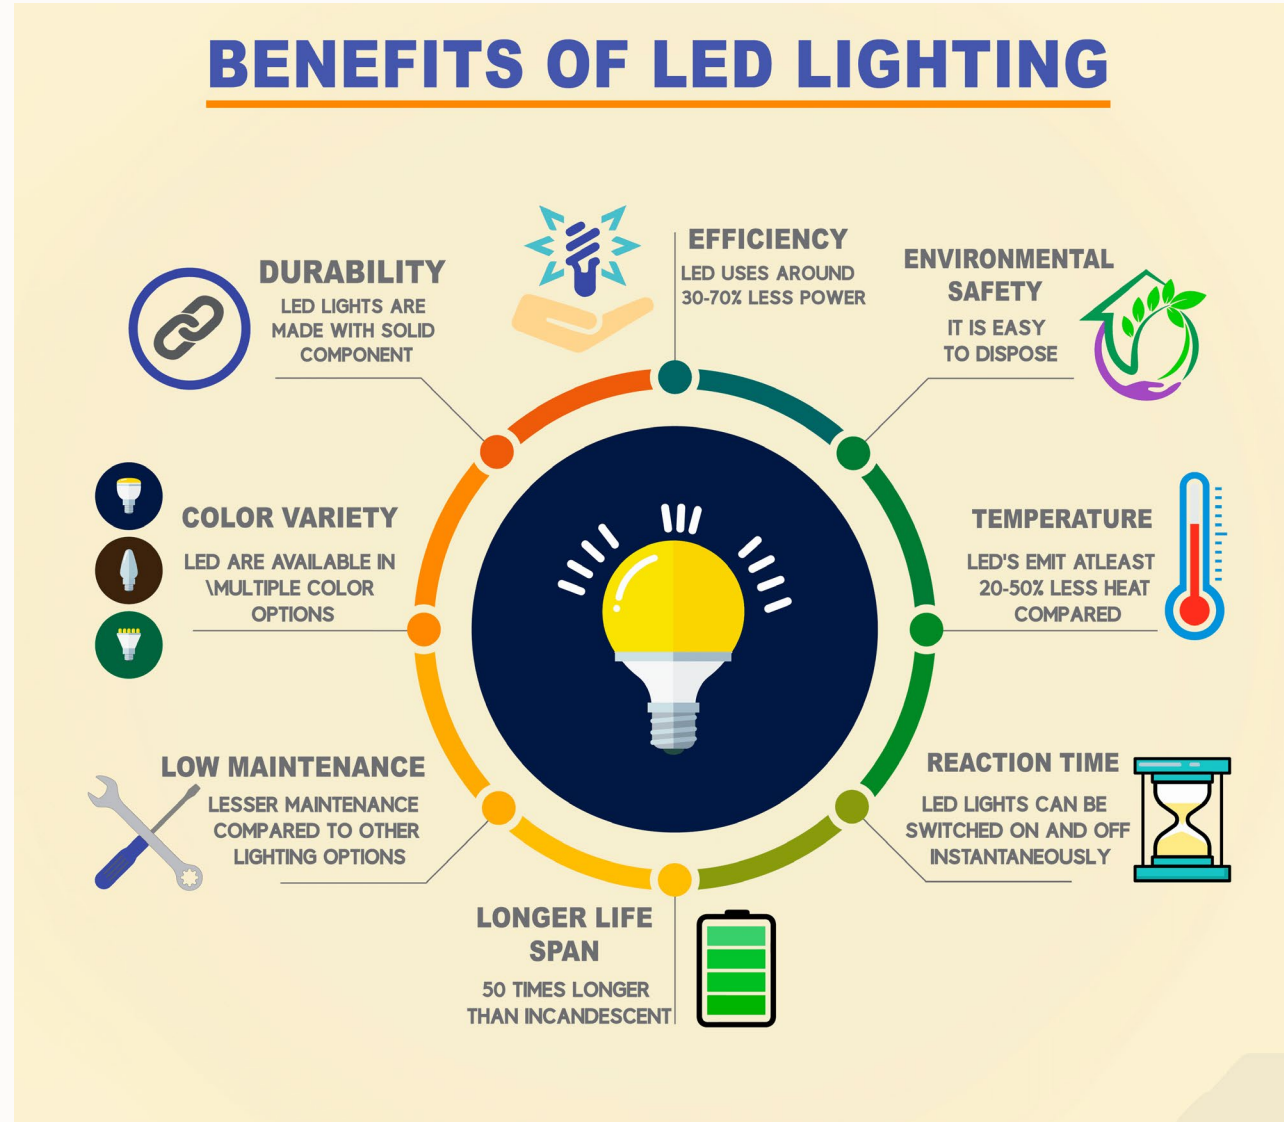 BENEFITS OF LED LIGHTING
EFFICIENCY
LED USES AROUND
30-70% LESS POWER
ENVIRONMENTAL
SAFETY
IT IS EASY
TO DISPOSE
TEMPERATURE
LED'S EMIT ATLEAST
20-50% LESS HEAT
COMPARED
REACTION TIME
LED LIGHTS CAN BE
SWITCHED ON AND OFF
INSTANTANEOUSLY
LONGER LIFE
SPAN
50 TIMES LONGER
THAN INCANDESCENT
LOW MAINTENANCE
LESSER MAINTENANCE
COMPARED TO OTHER
LIGHTING OPTIONS
COLOR VARIETY
LED ARE AVAILABLE IN
\MULTIPLE COLOR
OPTIONS
DURABILITY
LED LIGHTS ARE
MADE WITH SOLID
COMPONENT